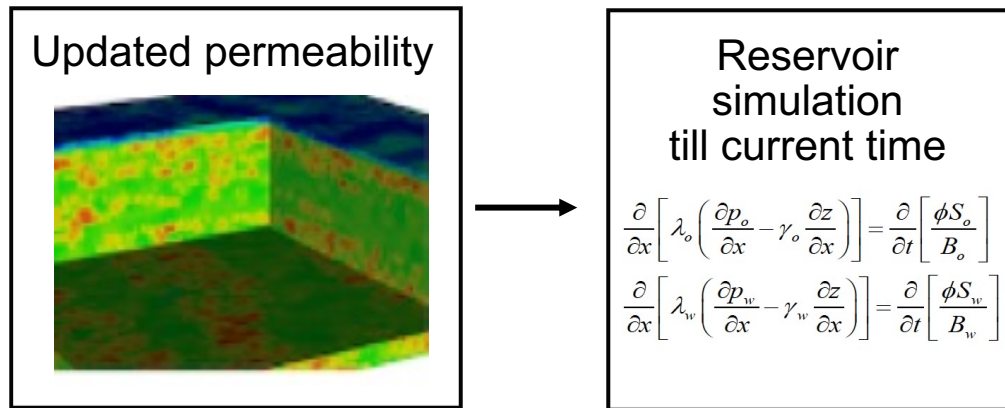 Updated permeability
Reservoir
simulation
till current time
∂/∂x [ λ_o ( ∂p_o/∂x − γ_o ∂z/∂x ) ] = ∂/∂t [ ϕS_o/B_o ]
∂/∂x [ λ_w ( ∂p_w/∂x − γ_w ∂z/∂x ) ] = ∂/∂t [ ϕS_w/B_w ]